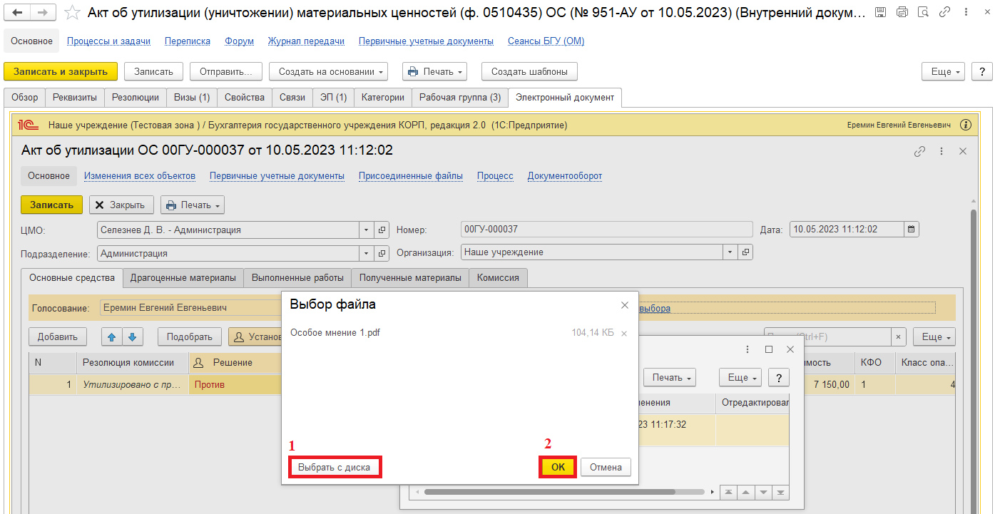 Акт об утилизации (уничтожении) материальных ценностей (ф. 0510435) ОС (№ 951-АУ от 10.05.2023) (Внутренний докум...
Основное Процессы и задачи Переписка Форум Журнал передачи Первичные учетные документы Сеансы БГУ (ОМ)
Записать и закрыть Записать Отправить... Создать на основании Печать Создать шаблоны Еще ?
Обзор Реквизиты Резолюции Визы (1) Свойства Связи ЭП (1) Категории Рабочая группа (3) Электронный документ
1С Наше учреждение (Тестовая зона ) / Бухгалтерия государственного учреждения КОРП, редакция 2.0 (1С:Предприятие) Еремин Евгений Евгеньевич
Акт об утилизации ОС 00ГУ-000037 от 10.05.2023 11:12:02
Основное Изменения всех объектов Первичные учетные документы Присоединенные файлы Процесс Документооборот
Записать Закрыть Печать
ЦМО: Селезнев Д. В. - Администрация Номер: 00ГУ-000037 Дата: 10.05.2023 11:12:02
Подразделение: Администрация Организация: Наше учреждение
Основные средства Драгоценные материалы Выполненные работы Полученные материалы Комиссия
Голосование: Еремин Евгений Евгеньевич выбора
Выбор файла
Добавить Подобрать Установ Ctrl+F) Еще
Особое мнение 1.pdf 104,14 КБ
N Резолюция комиссии Решение имость КФО Класс опа...
Печать Еще ?
1 Утилизировано с пр... Против 7 150,00 1 4
менения Отредактировал
23 11:17:32
1 2
Выбрать с диска ОК Отмена